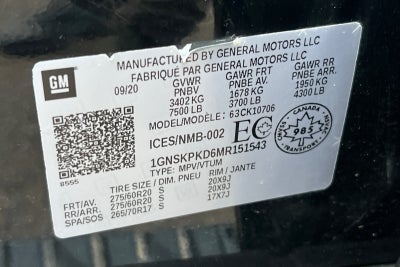 GM
MANUFACTURED BY GENERAL MOTORS LLC
FABRIQUÉ PAR GENERAL MOTORS LLC
09/20 GVWR GAWR FRT GAWR RR
PNBV PNBE AV. PNBE ARR.
3402 KG 1678 KG 1950 KG
7500 LB 3700 LB 4300 LB
63CK10706
ICES/NMB-002 EC
CANADA
985
TRANSPORT
1GNSKPKD6MR151543
8555
TYPE: MPV/VTUM
TIRE SIZE / DIM. PNEU RIM / JANTE
FRT/AV. 275/60R20 S 20X9J
RR/ARR. 275/60R20 S 20X9J
SPA/SOS 265/70R17 S 17X7J